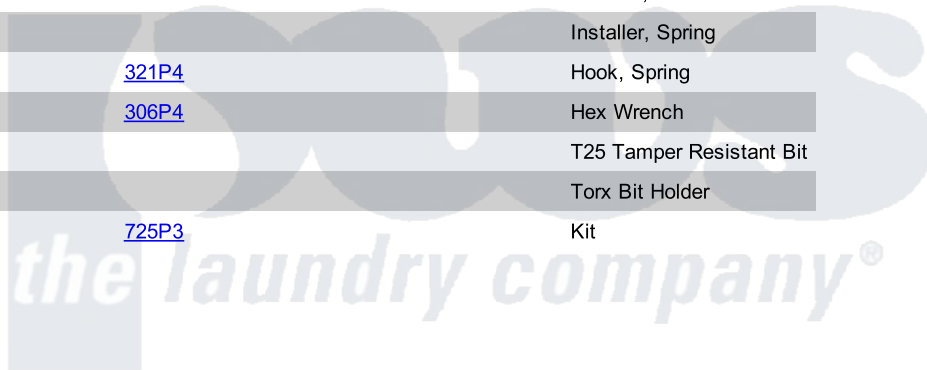 Installer, Spring
321P4 Hook, Spring
306P4 Hex Wrench
T25 Tamper Resistant Bit
Torx Bit Holder
725P3 Kit
the laundry company®